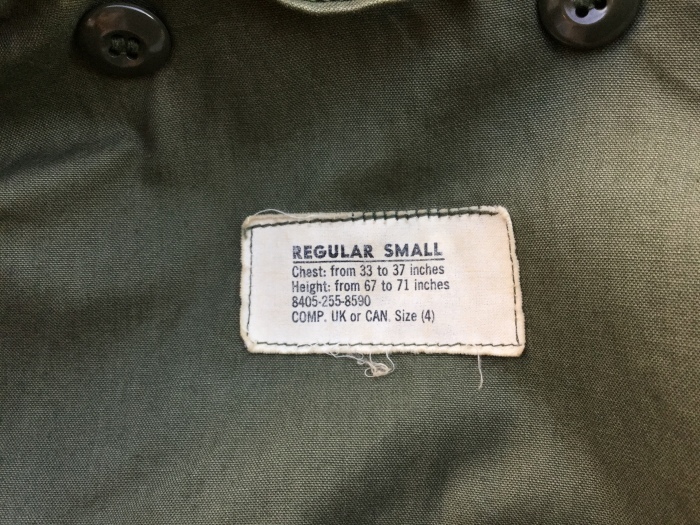 REGULAR SMALL
Chest: from 33 to 37 inches
Height: from 67 to 71 inches
8405-255-8590
COMP. UK or CAN. Size (4)